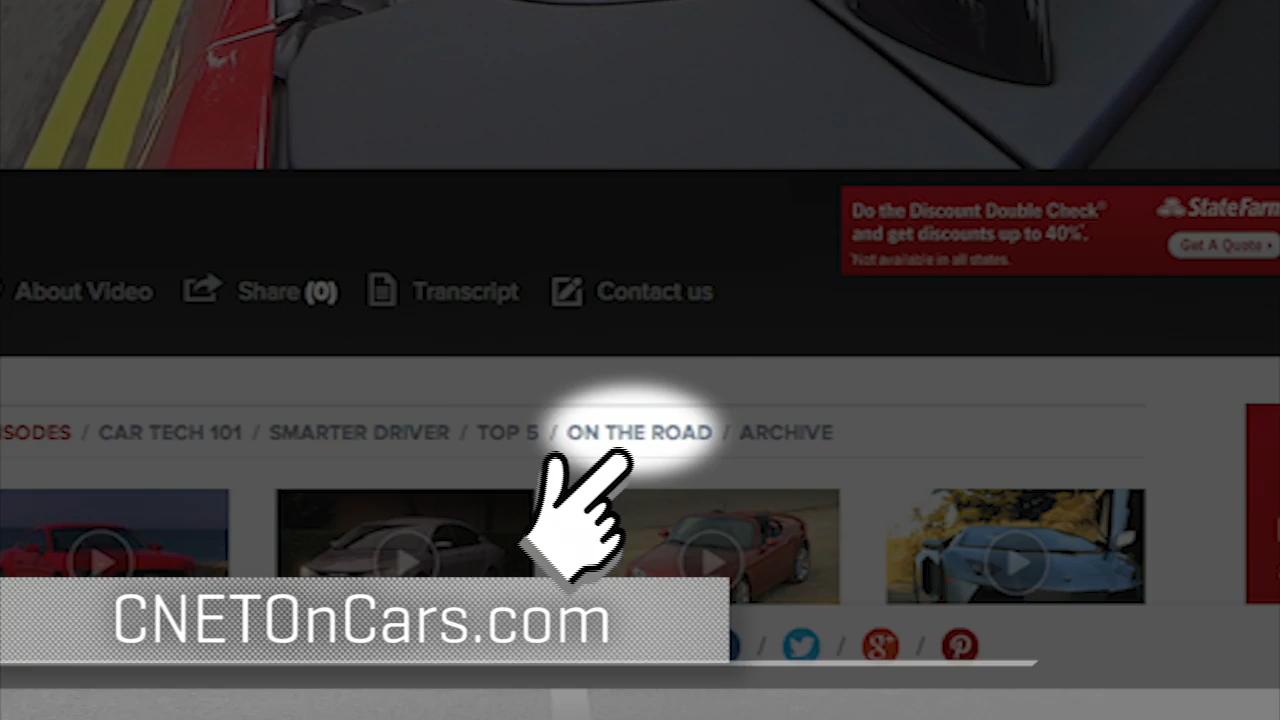 Do the Discount Double Check®
and get discounts up to 40%*.
*Not available in all states.
StateFarm
Get A Quote
About Video Share (0) Transcript Contact us
ISODES / CAR TECH 101 / SMARTER DRIVER / TOP 5 / ON THE ROAD / ARCHIVE
CNETOnCars.com